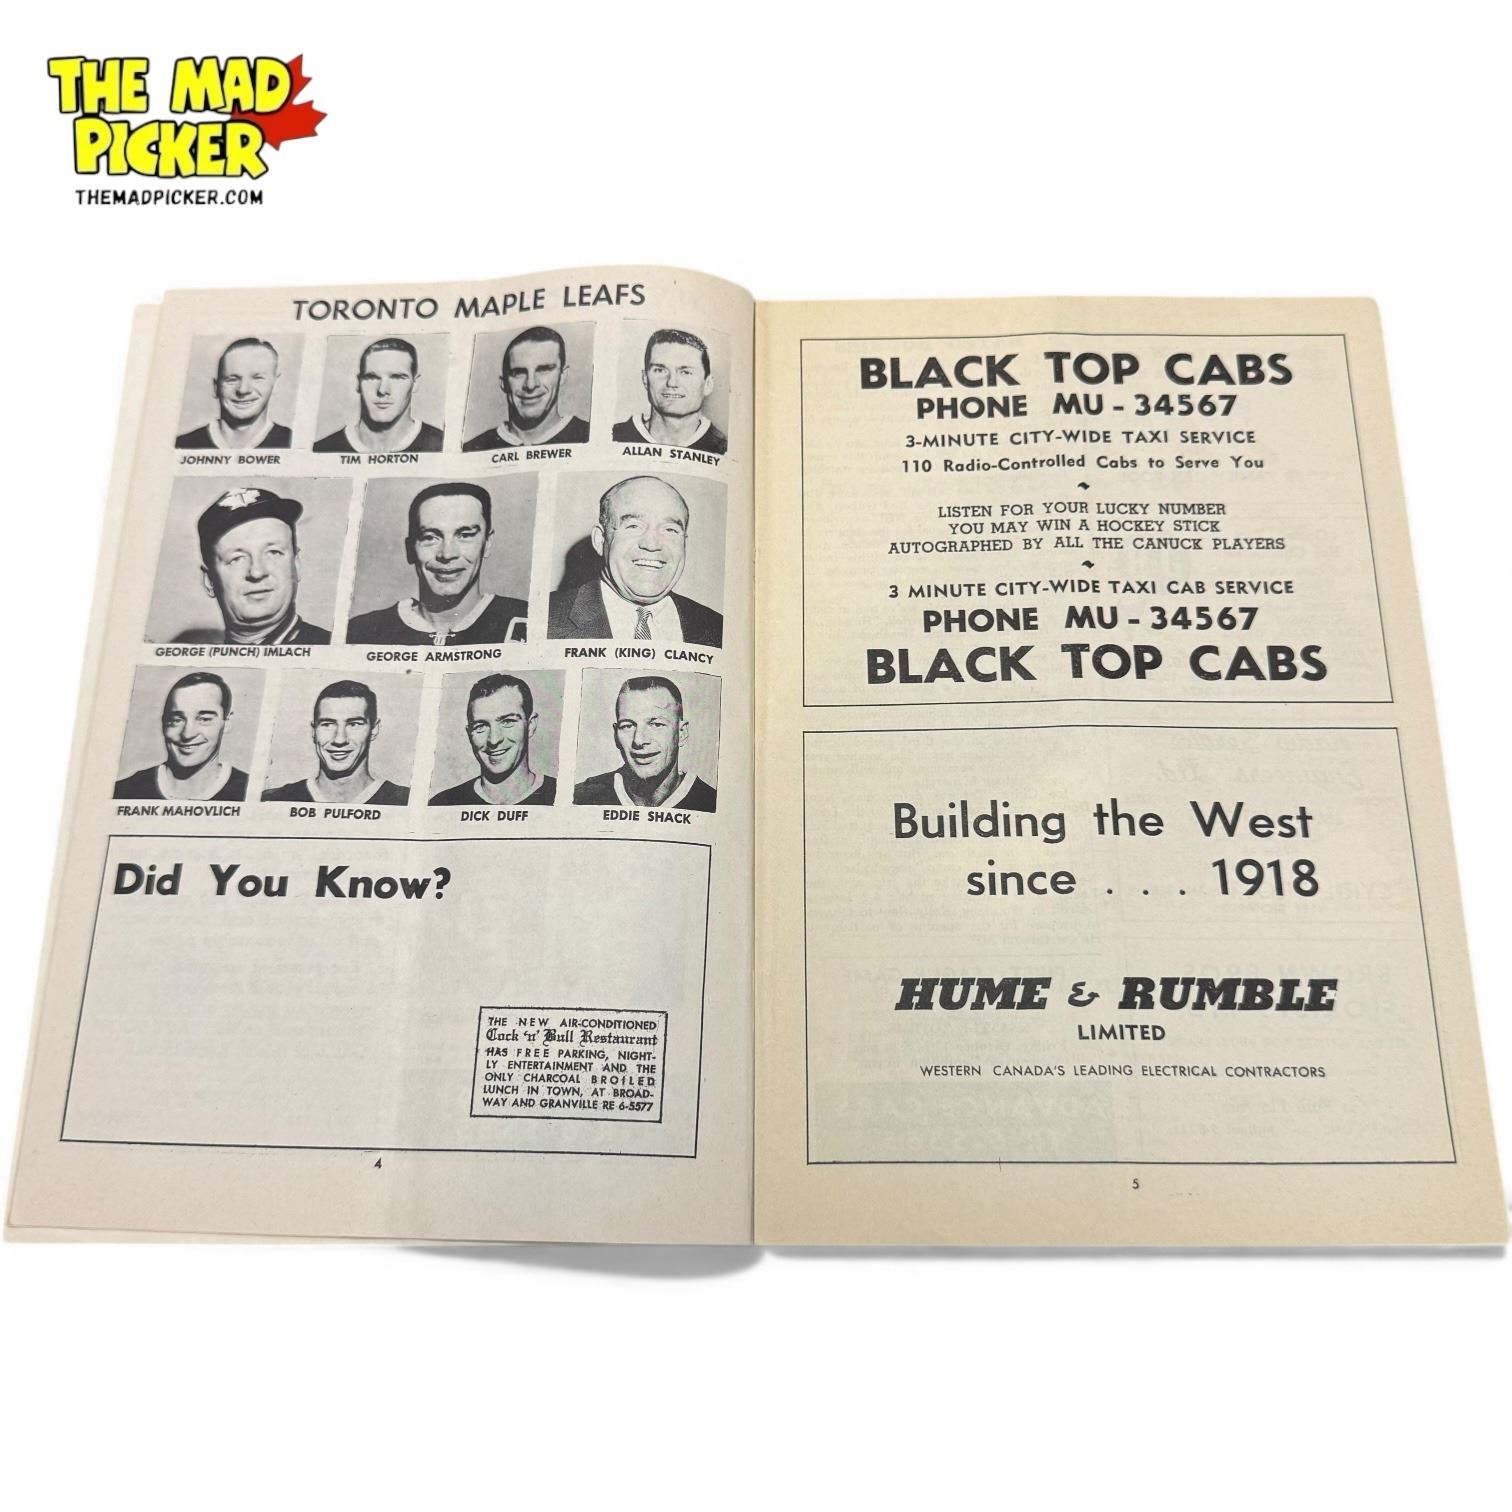 THE MAD
PICKER
THEMADPICKER.COM
TORONTO MAPLE LEAFS
JOHNNY BOWER
TIM HORTON
CARL BREWER
ALLAN STANLEY
GEORGE (PUNCH) IMLACH
GEORGE ARMSTRONG
FRANK (KING) CLANCY
FRANK MAHOVLICH
BOB PULFORD
DICK DUFF
EDDIE SHACK
Did You Know?
THE NEW AIR-CONDITIONED
Cock 'n' Bull Restaurant
HAS FREE PARKING, NIGHT-
LY ENTERTAINMENT AND THE
ONLY CHARCOAL BROILED
LUNCH IN TOWN, AT BROAD-
WAY AND GRANVILLE RE 6-5577
4
BLACK TOP CABS
PHONE MU - 34567
3-MINUTE CITY-WIDE TAXI SERVICE
110 Radio-Controlled Cabs to Serve You
LISTEN FOR YOUR LUCKY NUMBER
YOU MAY WIN A HOCKEY STICK
AUTOGRAPHED BY ALL THE CANUCK PLAYERS
3 MINUTE CITY-WIDE TAXI CAB SERVICE
PHONE MU - 34567
BLACK TOP CABS
Building the West
since . . . 1918
HUME & RUMBLE
LIMITED
WESTERN CANADA'S LEADING ELECTRICAL CONTRACTORS
5